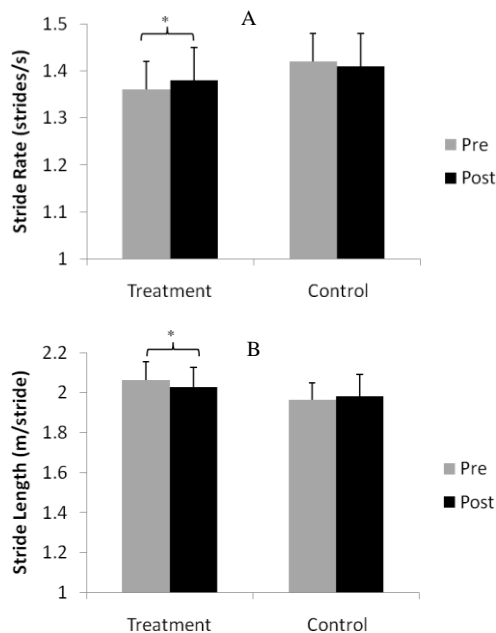 A
1.5
*
1.4
1.3
1.2
1.1
1
Stride Rate (strides/s)
Pre
Post
Treatment
Control
B
2.2
*
2
1.8
1.6
1.4
1.2
1
Stride Length (m/stride)
Pre
Post
Treatment
Control